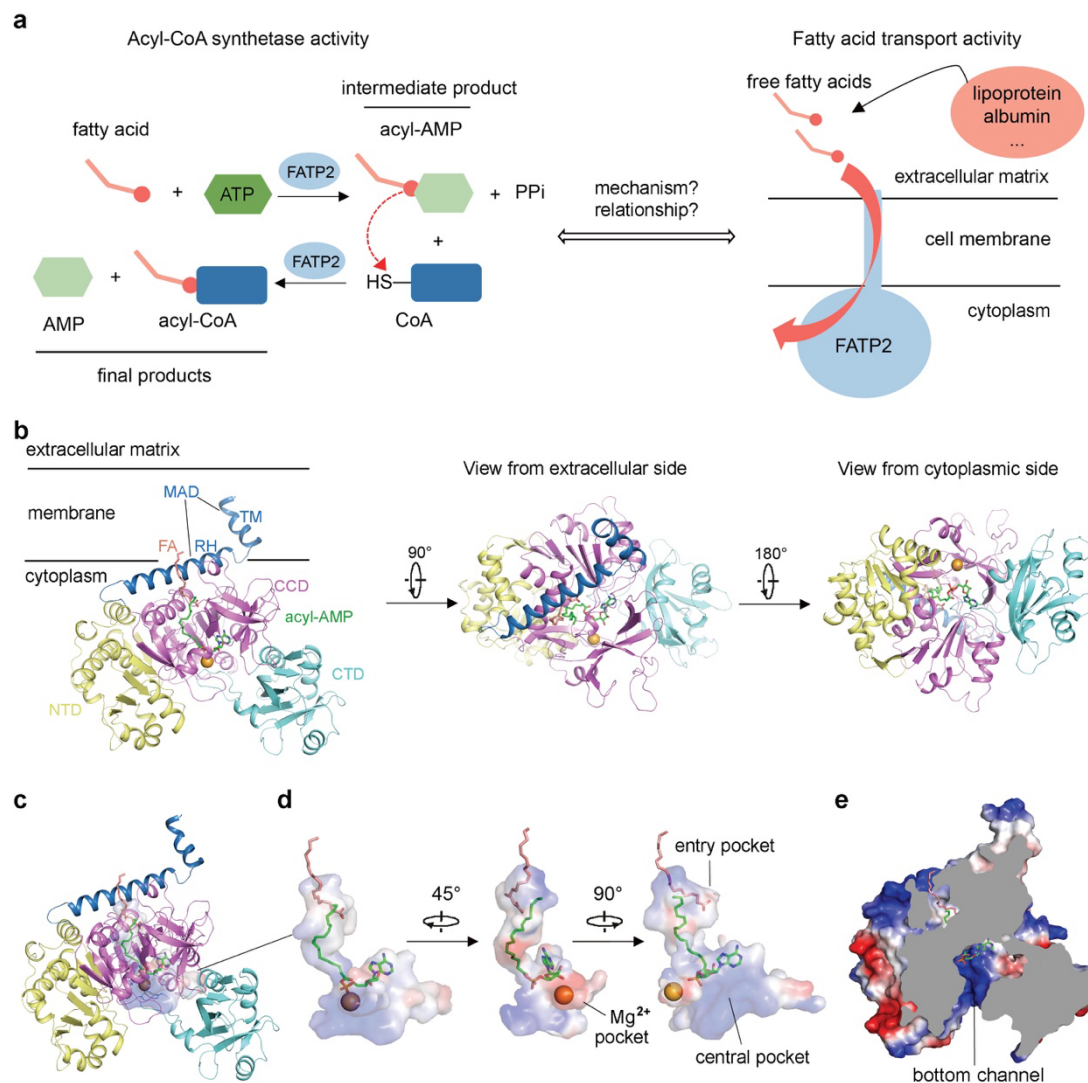 a
Acyl-CoA synthetase activity
Fatty acid transport activity
intermediate product
fatty acid
acyl-AMP
FATP2
ATP
+
+ PPi
+
mechanism?
relationship?
free fatty acids
lipoprotein
albumin
...
extracellular matrix
cell membrane
cytoplasm
FATP2
+
FATP2
HS
AMP
acyl-CoA
CoA
final products
b
extracellular matrix
membrane
cytoplasm
MAD
TM
FA
RH
CCD
acyl-AMP
CTD
NTD
90°
View from extracellular side
180°
View from cytoplasmic side
c
d
45°
90°
entry pocket
Mg²⁺
pocket
central pocket
e
bottom channel